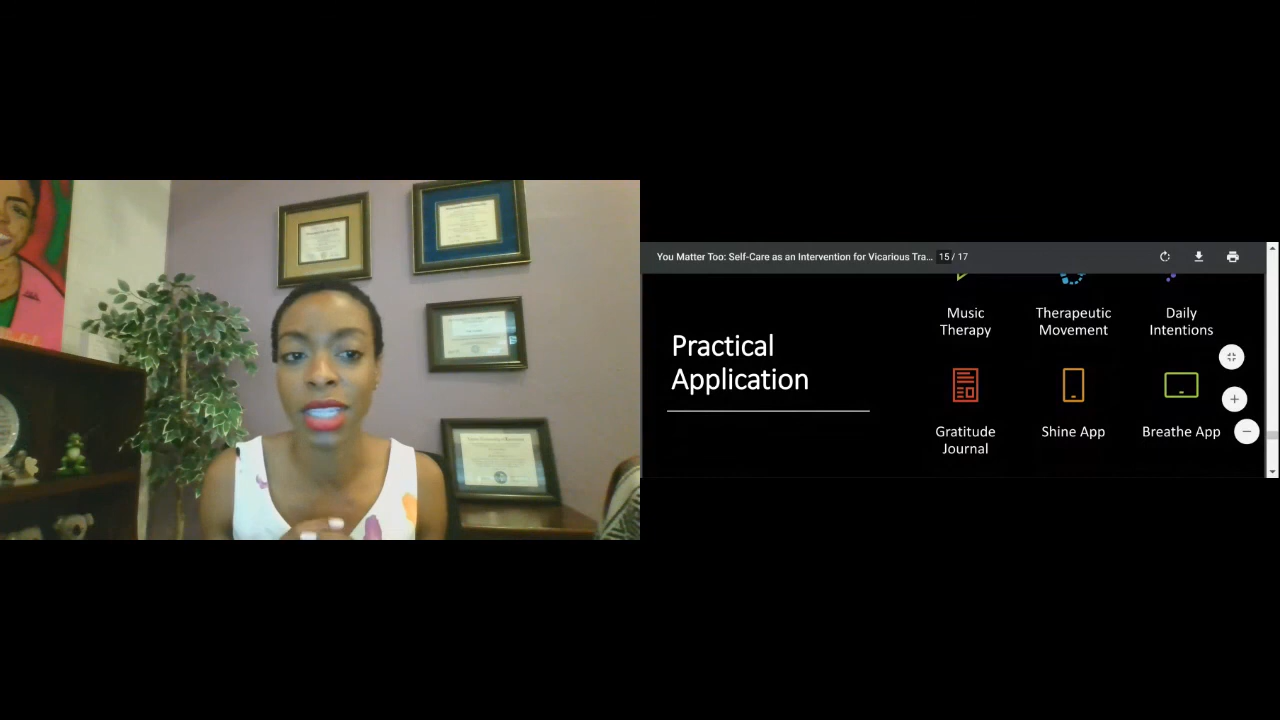 You Matter Too: Self-Care as an Intervention for Vicarious Tra... 15 / 17
Practical
Application
Music
Therapy
Therapeutic
Movement
Daily
Intentions
Gratitude
Journal
Shine App
Breathe App